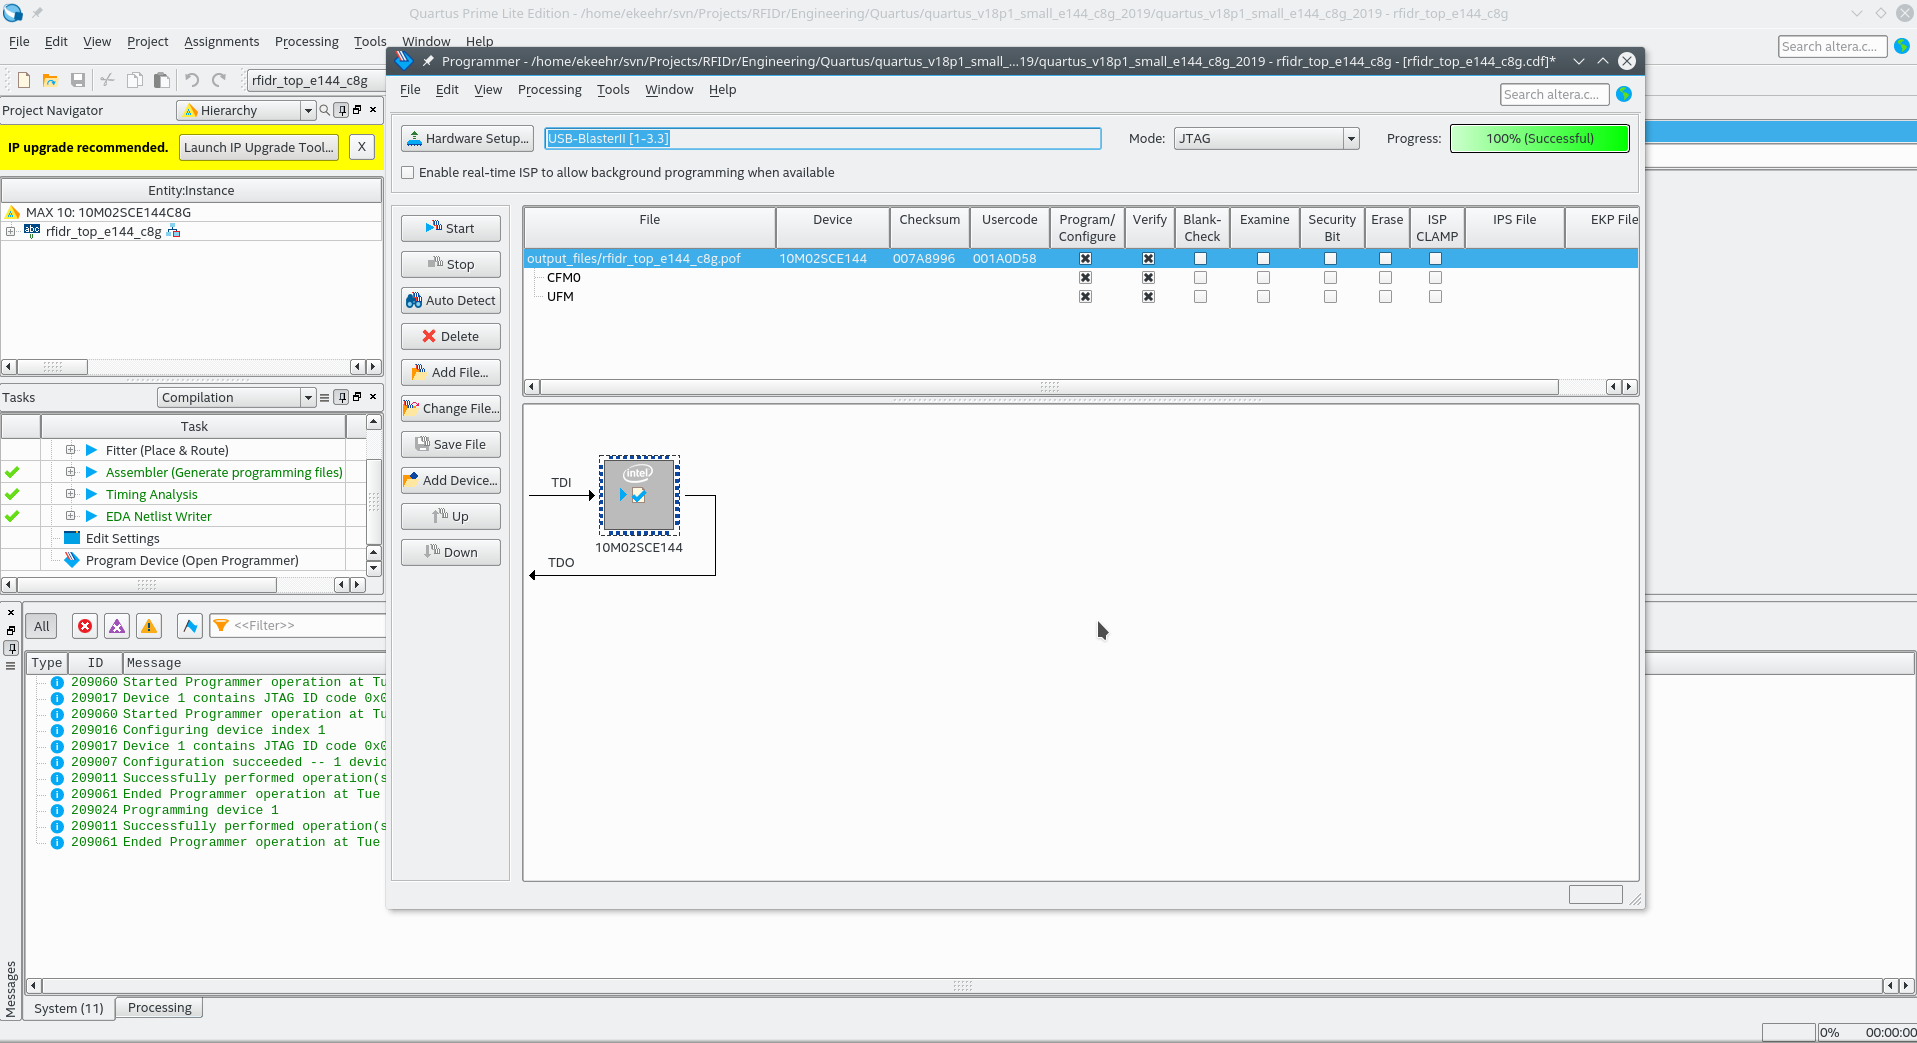 Quartus Prime Lite Edition - /home/ekeehr/svn/Projects/RFIDr/Engineering/Quartus/quartus_v18p1_small_e144_c8g_2019/quartus_v18p1_small_e144_c8g_2019 - rfidr_top_e144_c8g
File Edit View Project Assignments Processing Tools Window Help
Search altera.c...
rfidr_top_e144_c8g
Project Navigator
Hierarchy
IP upgrade recommended.
Launch IP Upgrade Tool...
X
Entity:Instance
MAX 10: 10M02SCE144C8G
abc rfidr_top_e144_c8g
Tasks
Compilation
Task
Fitter (Place & Route)
Assembler (Generate programming files)
Timing Analysis
EDA Netlist Writer
Edit Settings
Program Device (Open Programmer)
Programmer - /home/ekeehr/svn/Projects/RFIDr/Engineering/Quartus/quartus_v18p1_small_...19/quartus_v18p1_small_e144_c8g_2019 - rfidr_top_e144_c8g - [rfidr_top_e144_c8g.cdf]*
File Edit View Processing Tools Window Help
Search altera.c...
Hardware Setup...
USB-BlasterII [1-3.3]
Mode:
JTAG
Progress:
100% (Successful)
Enable real-time ISP to allow background programming when available
Start
Stop
Auto Detect
Delete
Add File...
Change File...
Save File
Add Device...
Up
Down
File Device Checksum Usercode Program/ Verify Blank- Examine Security Erase ISP IPS File EKP File
Configure Check Bit CLAMP
output_files/rfidr_top_e144_c8g.pof 10M02SCE144 007A8996 001A0D58
CFM0
UFM
TDI
intel
10M02SCE144
TDO
All
<<Filter>>
Type ID Message
209060 Started Programmer operation at Tu
209017 Device 1 contains JTAG ID code 0x0
209060 Started Programmer operation at Tu
209016 Configuring device index 1
209017 Device 1 contains JTAG ID code 0x0
209007 Configuration succeeded -- 1 devic
209011 Successfully performed operation(s
209061 Ended Programmer operation at Tue
209024 Programming device 1
209011 Successfully performed operation(s
209061 Ended Programmer operation at Tue
Messages
System (11)
Processing
0%
00:00:00